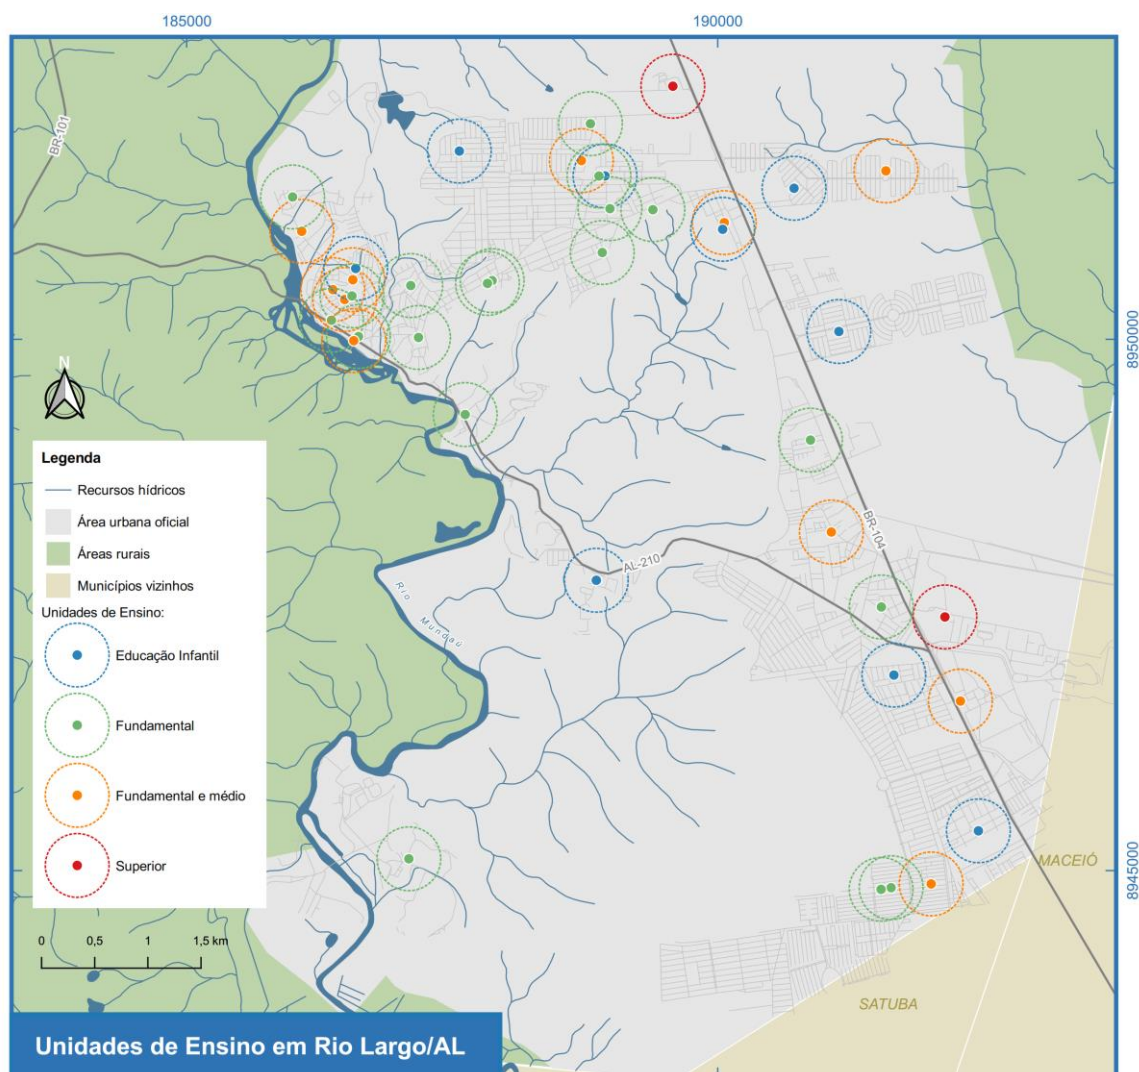 185000
190000
BR-101
8950000
N
Legenda
Recursos hídricos
Área urbana oficial
Áreas rurais
Municípios vizinhos
Unidades de Ensino:
Educação Infantil
Fundamental
Fundamental e médio
Superior
0 0,5 1 1,5 km
BR-104
AL-210
Rio Mundaú
MACEIÓ
8945000
SATUBA
Unidades de Ensino em Rio Largo/AL